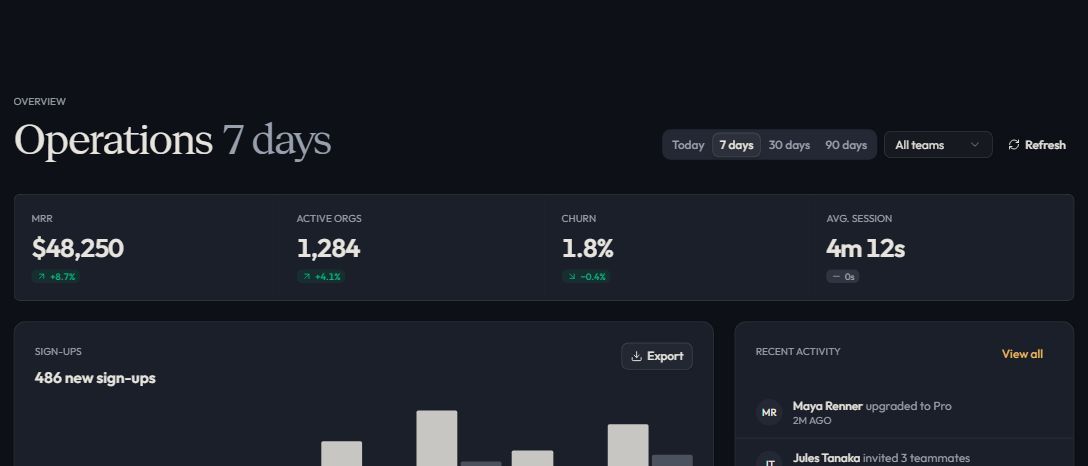 OVERVIEW
Operations 7 days
Today 7 days 30 days 90 days All teams Refresh
MRR
$48,250
+8.7%
ACTIVE ORGS
1,284
+4.1%
CHURN
1.8%
−0.4%
AVG. SESSION
4m 12s
0s
SIGN-UPS
486 new sign-ups
Export
RECENT ACTIVITY
View all
MR
Maya Renner upgraded to Pro
2M AGO
JT
Jules Tanaka invited 3 teammates